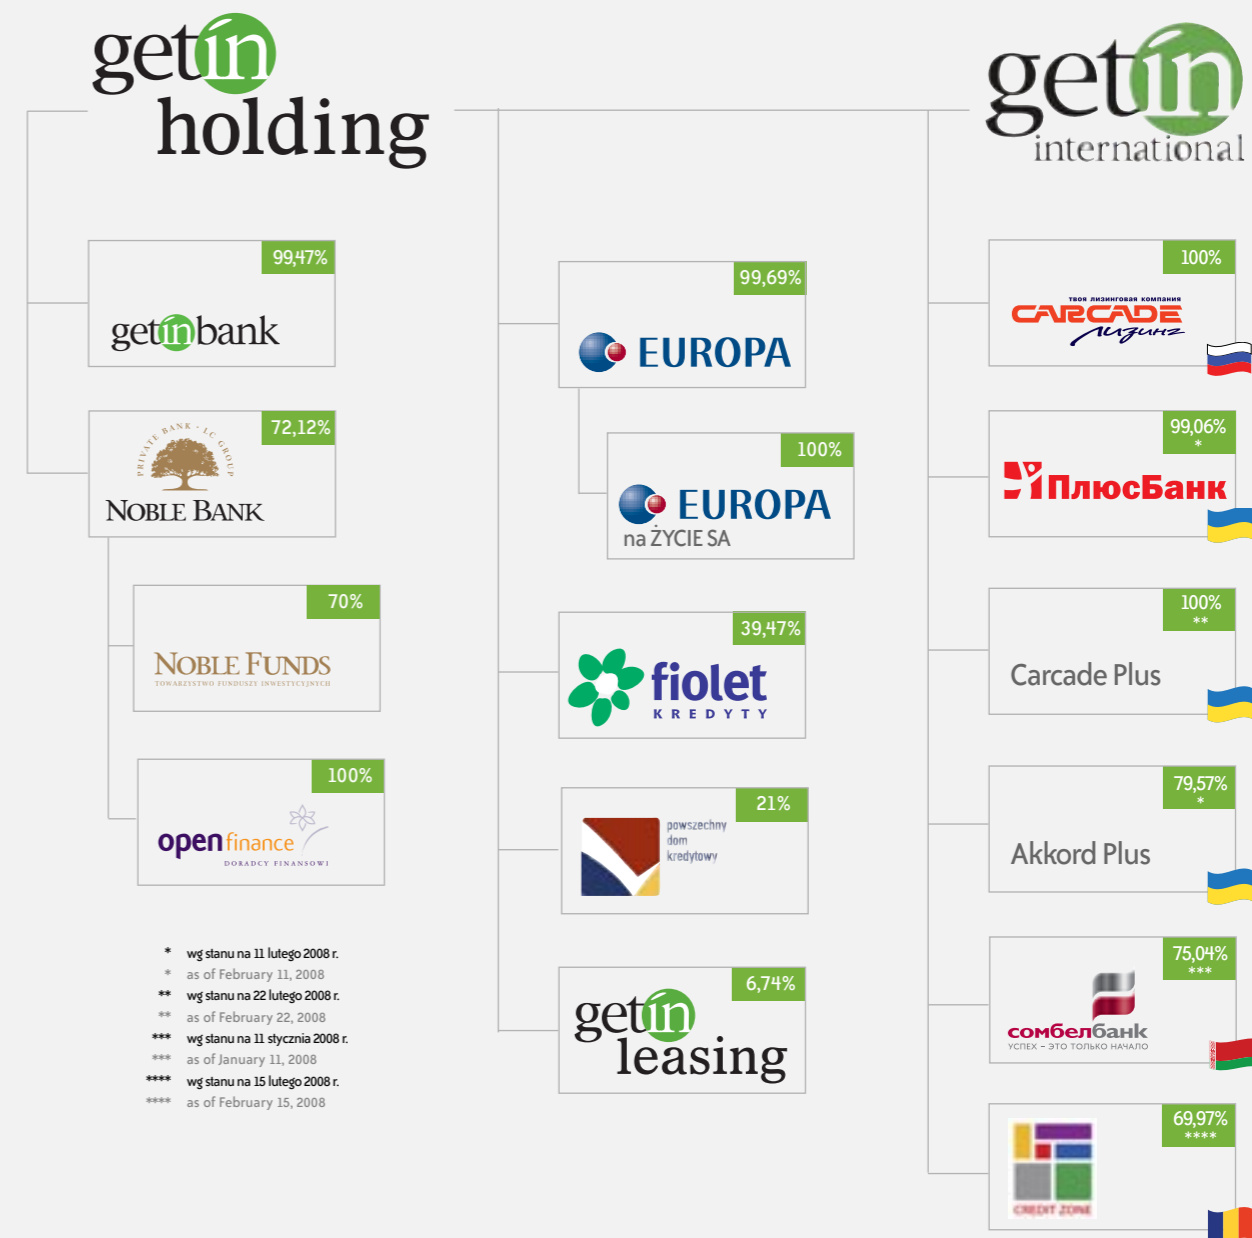 getin
holding
99,47%
getinbank
72,12%
PRIVATE BANK · LC GROUP
NOBLE BANK
70%
NOBLE FUNDS
TOWARZYSTWO FUNDUSZY INWESTYCYJNYCH
100%
open finance
DORADCY FINANSOWI
* wg stanu na 11 lutego 2008 r.
* as of February 11, 2008
** wg stanu na 22 lutego 2008 r.
** as of February 22, 2008
*** wg stanu na 11 stycznia 2008 r.
*** as of January 11, 2008
**** wg stanu na 15 lutego 2008 r.
**** as of February 15, 2008
99,69%
EUROPA
100%
EUROPA
na ŻYCIE SA
39,47%
fiolet
KREDYTY
21%
powszechny
dom
kredytowy
6,74%
getin
leasing
getin
international
100%
твоя лизинговая компания
CARCADE
лизинг
99,06%
*
ПлюсБанк
100%
**
Carcade Plus
79,57%
*
Akkord Plus
75,04%
***
сомбелбанк
УСПЕХ – ЭТО ТОЛЬКО НАЧАЛО
69,97%
****
CREDIT ZONE